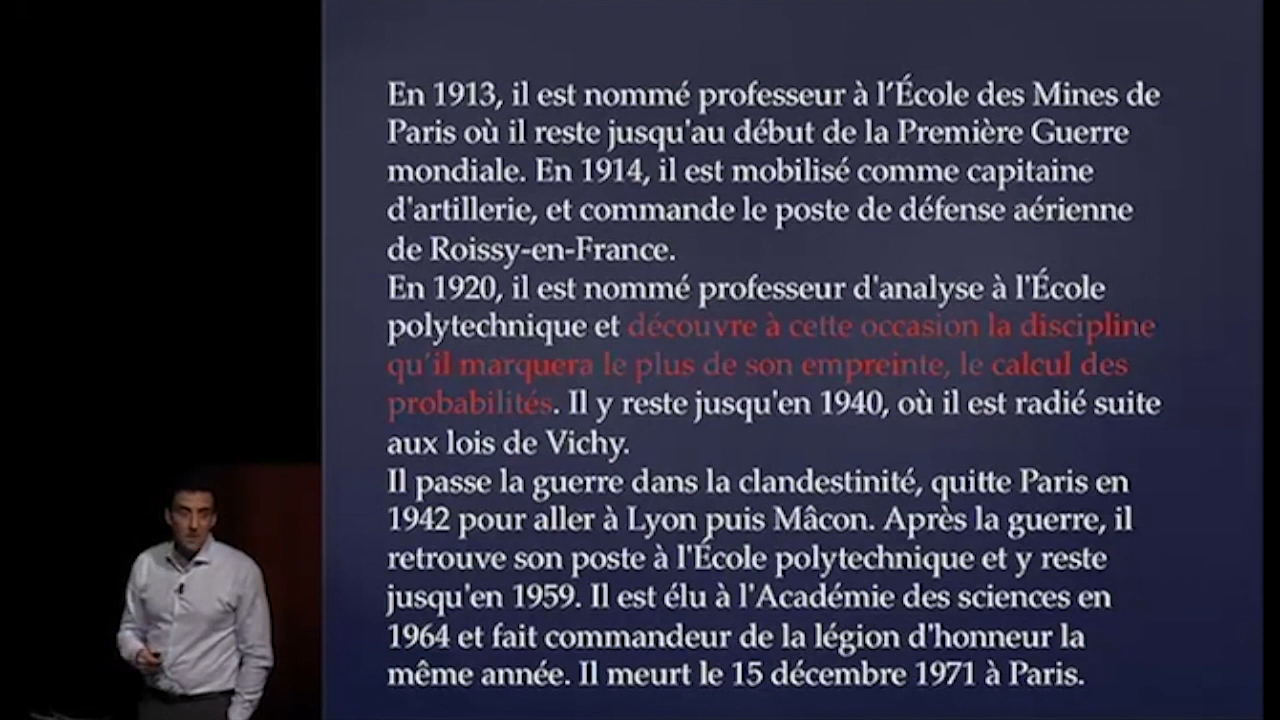 En 1913, il est nommé professeur à l’École des Mines de
Paris où il reste jusqu'au début de la Première Guerre
mondiale. En 1914, il est mobilisé comme capitaine
d'artillerie, et commande le poste de défense aérienne
de Roissy-en-France.
En 1920, il est nommé professeur d'analyse à l'École
polytechnique et découvre à cette occasion la discipline
qu’il marquera le plus de son empreinte, le calcul des
probabilités. Il y reste jusqu'en 1940, où il est radié suite
aux lois de Vichy.
Il passe la guerre dans la clandestinité, quitte Paris en
1942 pour aller à Lyon puis Mâcon. Après la guerre, il
retrouve son poste à l'École polytechnique et y reste
jusqu'en 1959. Il est élu à l'Académie des sciences en
1964 et fait commandeur de la légion d'honneur la
même année. Il meurt le 15 décembre 1971 à Paris.